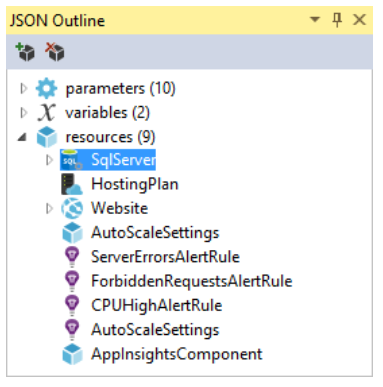 JSON Outline
parameters (10)
X variables (2)
resources (9)
SQL SqlServer
HostingPlan
Website
AutoScaleSettings
ServerErrorsAlertRule
ForbiddenRequestsAlertRule
CPUHighAlertRule
AutoScaleSettings
AppInsightsComponent